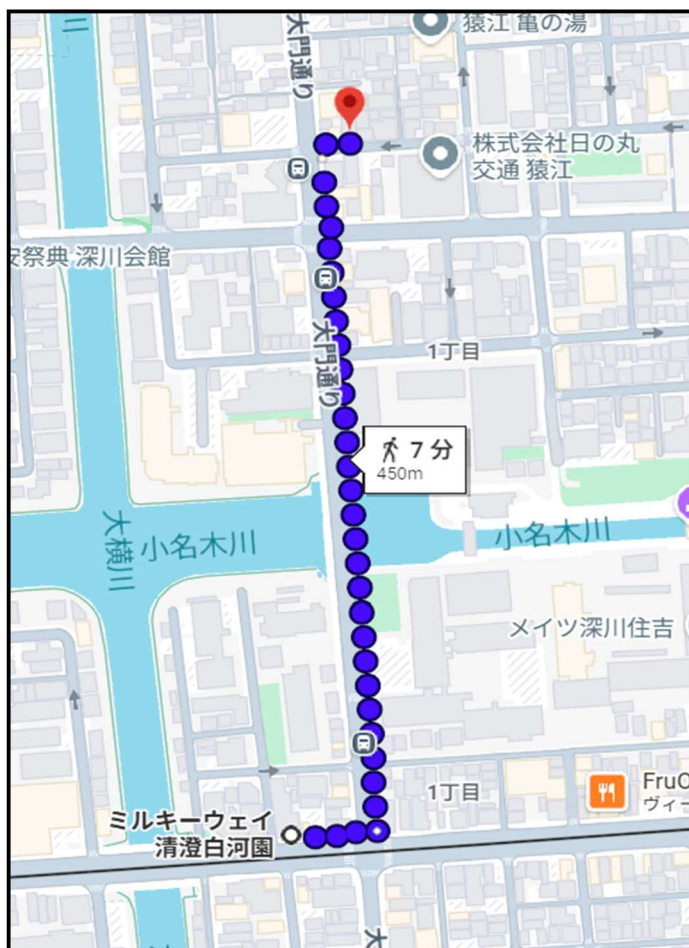 川
猿江 亀の湯
大門通り
株式会社日の丸
交通 猿江
安祭典 深川会館
大門通り
1丁目
7 分
450m
小名木川
小名木川
大横川
メイツ深川住吉
1丁目
ミルキーウェイ
清澄白河園
ヴィー
大